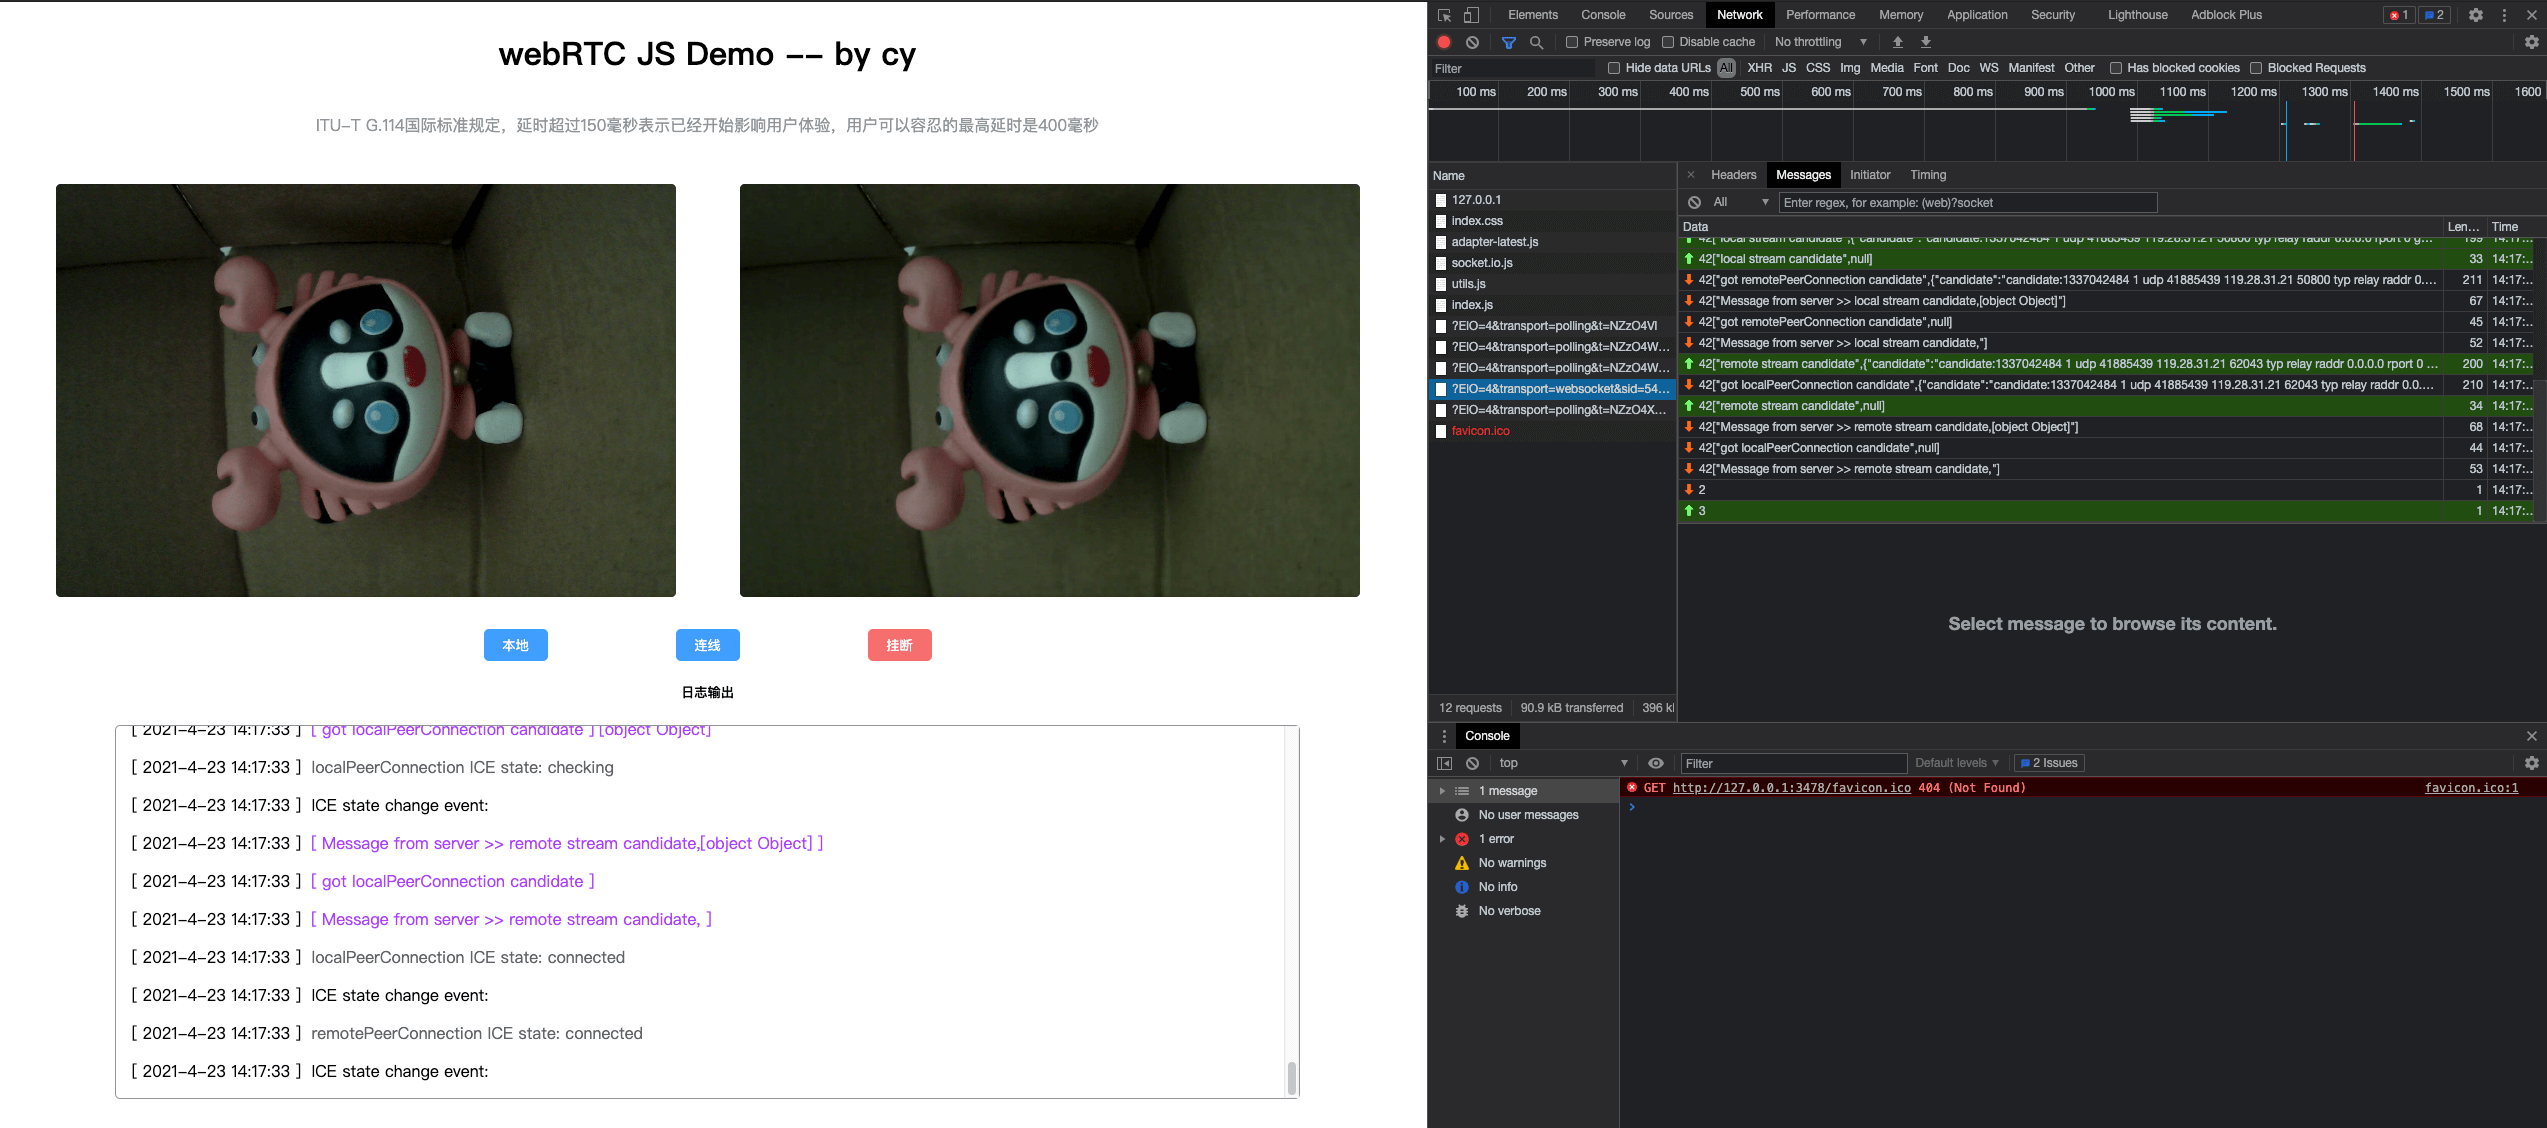 webRTC JS Demo -- by cy
ITU-T G.114国际标准规定，延时超过150毫秒表示已经开始影响用户体验，用户可以容忍的最高延时是400毫秒
本地 连线 挂断
日志输出
[ 2021-4-23 14:17:33 ] [ got localPeerConnection candidate ] [object Object]
[ 2021-4-23 14:17:33 ] localPeerConnection ICE state: checking
[ 2021-4-23 14:17:33 ] ICE state change event:
[ 2021-4-23 14:17:33 ] [ Message from server >> remote stream candidate,[object Object] ]
[ 2021-4-23 14:17:33 ] [ got localPeerConnection candidate ]
[ 2021-4-23 14:17:33 ] [ Message from server >> remote stream candidate, ]
[ 2021-4-23 14:17:33 ] localPeerConnection ICE state: connected
[ 2021-4-23 14:17:33 ] ICE state change event:
[ 2021-4-23 14:17:33 ] remotePeerConnection ICE state: connected
[ 2021-4-23 14:17:33 ] ICE state change event:
Elements Console Sources Network Performance Memory Application Security Lighthouse Adblock Plus 1 2
Preserve log Disable cache No throttling
Filter Hide data URLs All XHR JS CSS Img Media Font Doc WS Manifest Other Has blocked cookies Blocked Requests
100 ms 200 ms 300 ms 400 ms 500 ms 600 ms 700 ms 800 ms 900 ms 1000 ms 1100 ms 1200 ms 1300 ms 1400 ms 1500 ms 1600
Name
127.0.0.1
index.css
adapter-latest.js
socket.io.js
utils.js
index.js
?EIO=4&transport=polling&t=NZzO4VI
?EIO=4&transport=polling&t=NZzO4W...
?EIO=4&transport=polling&t=NZzO4W...
?EIO=4&transport=websocket&sid=54...
?EIO=4&transport=polling&t=NZzO4X...
favicon.ico
12 requests 90.9 kB transferred 396 k
Headers Messages Initiator Timing
All Enter regex, for example: (web)?socket
Data Len... Time
42["local stream candidate",{"candidate":"candidate:1337042484 1 udp 41885439 119.28.31.21 50800 typ relay raddr 0.0.0.0 rport 0 g... 199 14:17:...
42["local stream candidate",null] 33 14:17:...
42["got remotePeerConnection candidate",{"candidate":"candidate:1337042484 1 udp 41885439 119.28.31.21 50800 typ relay raddr 0.... 211 14:17:...
42["Message from server >> local stream candidate,[object Object]"] 67 14:17:...
42["got remotePeerConnection candidate",null] 45 14:17:...
42["Message from server >> local stream candidate,"] 52 14:17:...
42["remote stream candidate",{"candidate":"candidate:1337042484 1 udp 41885439 119.28.31.21 62043 typ relay raddr 0.0.0.0 rport 0 ... 200 14:17:...
42["got localPeerConnection candidate",{"candidate":"candidate:1337042484 1 udp 41885439 119.28.31.21 62043 typ relay raddr 0.0.... 210 14:17:...
42["remote stream candidate",null] 34 14:17:...
42["Message from server >> remote stream candidate,[object Object]"] 68 14:17:...
42["got localPeerConnection candidate",null] 44 14:17:...
42["Message from server >> remote stream candidate,"] 53 14:17:...
2 1 14:17:...
3 1 14:17:...
Select message to browse its content.
Console
top Filter Default levels 2 Issues
1 message
No user messages
1 error
No warnings
No info
No verbose
GET http://127.0.0.1:3478/favicon.ico 404 (Not Found) favicon.ico:1